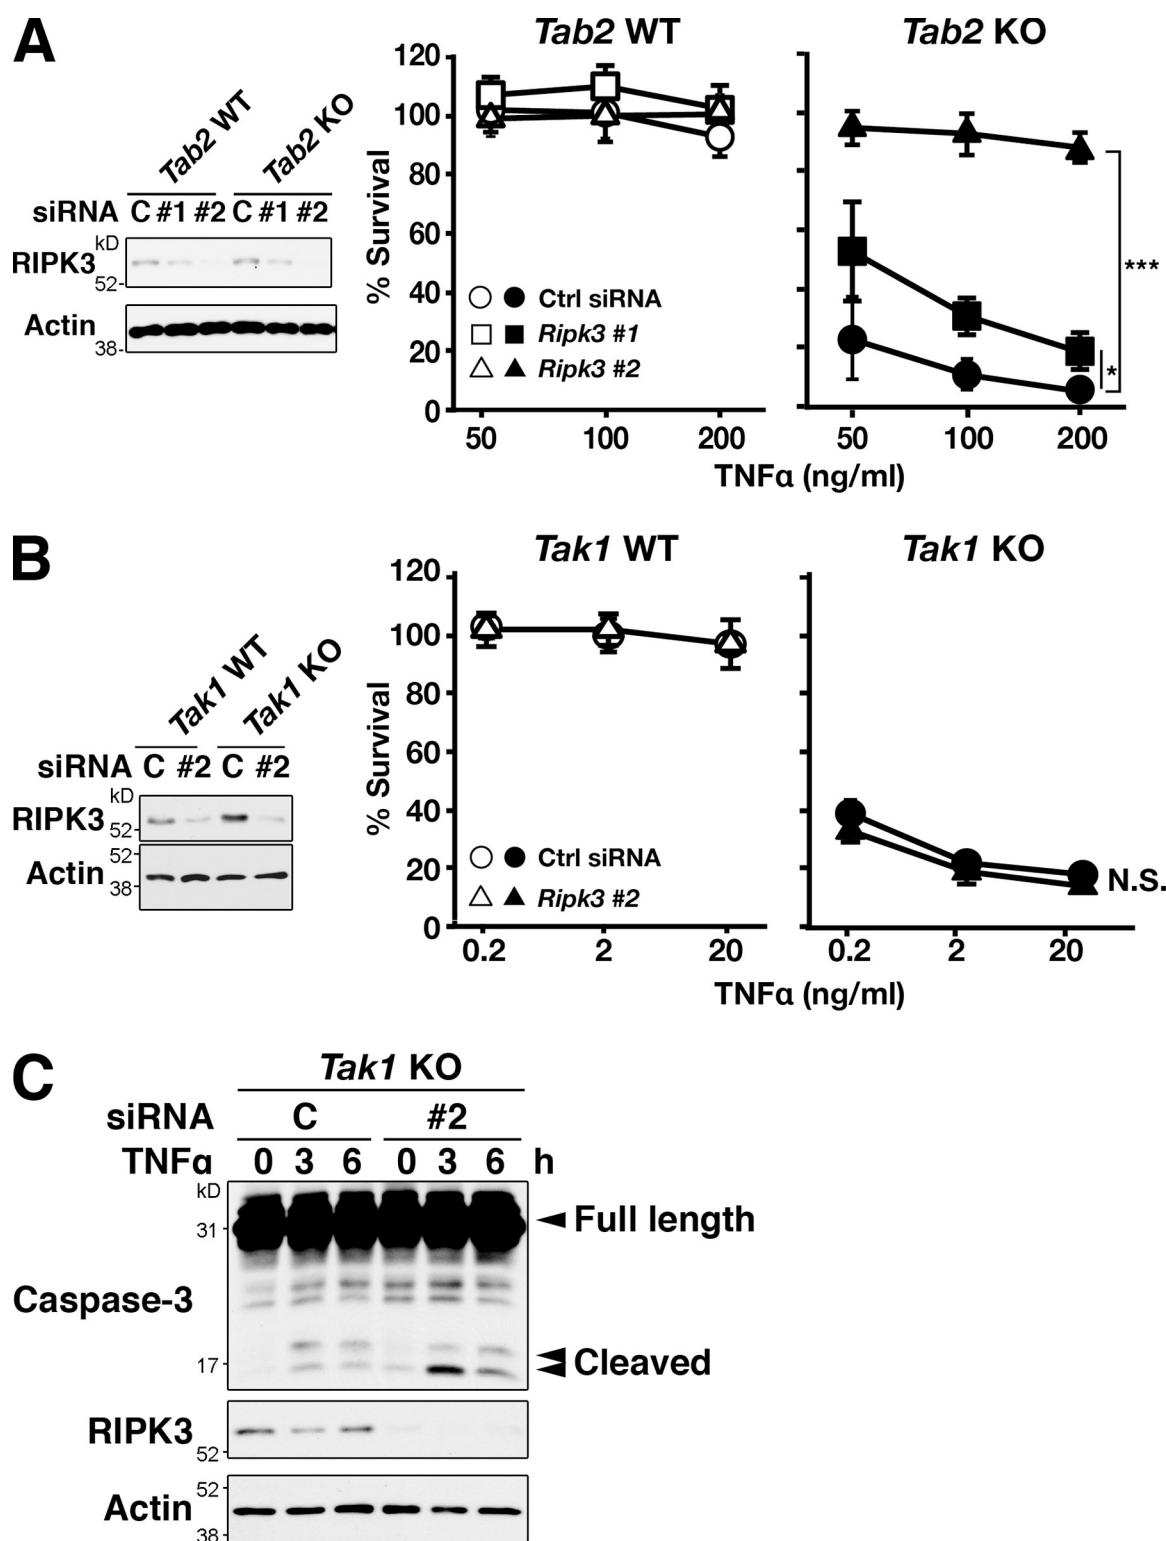 A
Tab2 WT
Tab2 KO
siRNA C #1 #2 C #1 #2
kD
RIPK3
52-
Actin
38-
Tab2 WT
Tab2 KO
% Survival
120
100
80
60
40
20
0
Ctrl siRNA
Ripk3 #1
Ripk3 #2
***
*
50 100 200
50 100 200
TNFα (ng/ml)
B
Tak1 WT
Tak1 KO
siRNA C #2 C #2
kD
RIPK3
52-
52-
Actin
38-
Tak1 WT
Tak1 KO
% Survival
120
100
80
60
40
20
0
Ctrl siRNA
Ripk3 #2
N.S.
0.2 2 20
0.2 2 20
TNFα (ng/ml)
C
Tak1 KO
siRNA C #2
TNFα 0 3 6 0 3 6 h
kD
31-
Full length
Caspase-3
17-
Cleaved
RIPK3
52-
52-
Actin
38-